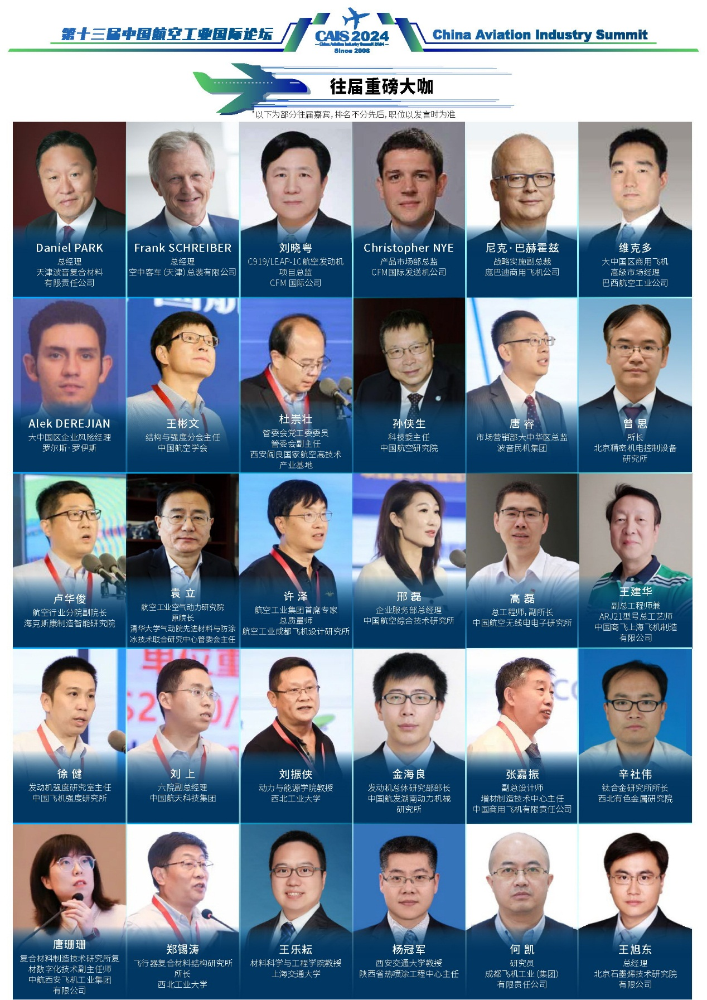 第十三届中国航空工业国际论坛
CAIS 2024
China Aviation Industry Summit 2024
Since 2008
China Aviation Industry Summit
往届重磅大咖
*以下为部分往届嘉宾,排名不分先后,职位以发言时为准
Daniel PARK
总经理
天津波音复合材料
有限责任公司
Frank SCHREIBER
总经理
空中客车(天津)总装有限公司
刘晓粤
C919/LEAP-1C航空发动机
项目总监
CFM 国际公司
Christopher NYE
产品市场部总监
CFM国际发送机公司
尼克·巴赫霍兹
战略实施副总裁
庞巴迪商用飞机公司
维克多
大中国区商用飞机
高级市场经理
巴西航空工业公司
Alek DEREJIAN
大中国区企业风险经理
罗尔斯·罗伊斯
王彬文
结构与强度分会主任
中国航空学会
杜崇壮
管委会党工委委员
管委会副主任
西安阎良国家航空高技术
产业基地
孙侠生
科技委主任
中国航空研究院
唐 睿
市场营销部大中华区总监
波音民机集团
曾 思
所长
北京精密机电控制设备
研究所
卢华俊
航空行业分院副院长
海克斯康制造智能研究院
袁 立
航空工业空气动力研究院
原院长
清华大学气动院先进材料与防涂
冰技术联合研究中心管委会主任
许 泽
航空工业集团首席专家
总质量师
航空工业成都飞机设计研究所
邢 磊
企业服务部总经理
中国航空综合技术研究所
高 磊
总工程师,副所长
中国航空无线电电子研究所
王建华
副总工程师兼
ARJ21型号总工艺师
中国商飞上海飞机制造
有限公司
徐 健
发动机强度研究室主任
中国飞机强度研究所
刘 上
六院副总经理
中国航天科技集团
刘振侠
动力与能源学院教授
西北工业大学
金海良
发动机总体研究部部长
中国航发湖南动力机械
研究所
张嘉振
副总设计师
增材制造技术中心主任
中国商用飞机有限责任公司
辛社伟
钛合金研究所所长
西北有色金属研究院
唐珊珊
复合材料制造技术研究所复
材数字化技术副主任师
中航西安飞机工业集团
有限公司
郑锡涛
飞行器复合材料结构研究所
所长
西北工业大学
王乐耘
材料科学与工程学院教授
上海交通大学
杨冠军
西安交通大学教授
陕西省热喷涂工程中心主任
何 凯
研究员
成都飞机工业(集团)
有限责任公司
王旭东
总经理
北京石墨烯技术研究院
有限公司